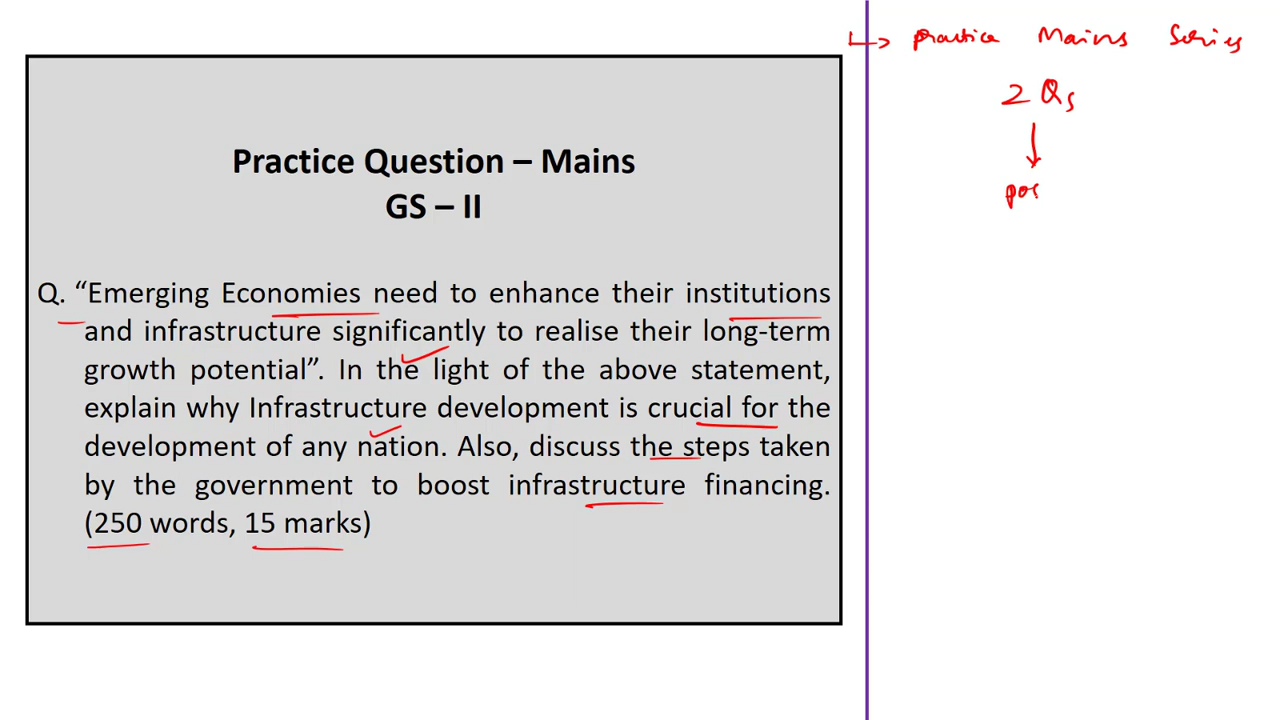 Practice Question – Mains
GS – II
Q. “Emerging Economies need to enhance their institutions
and infrastructure significantly to realise their long-term
growth potential”. In the light of the above statement,
explain why Infrastructure development is crucial for the
development of any nation. Also, discuss the steps taken
by the government to boost infrastructure financing.
(250 words, 15 marks)
Practice Mains Series
2 Qs
pos